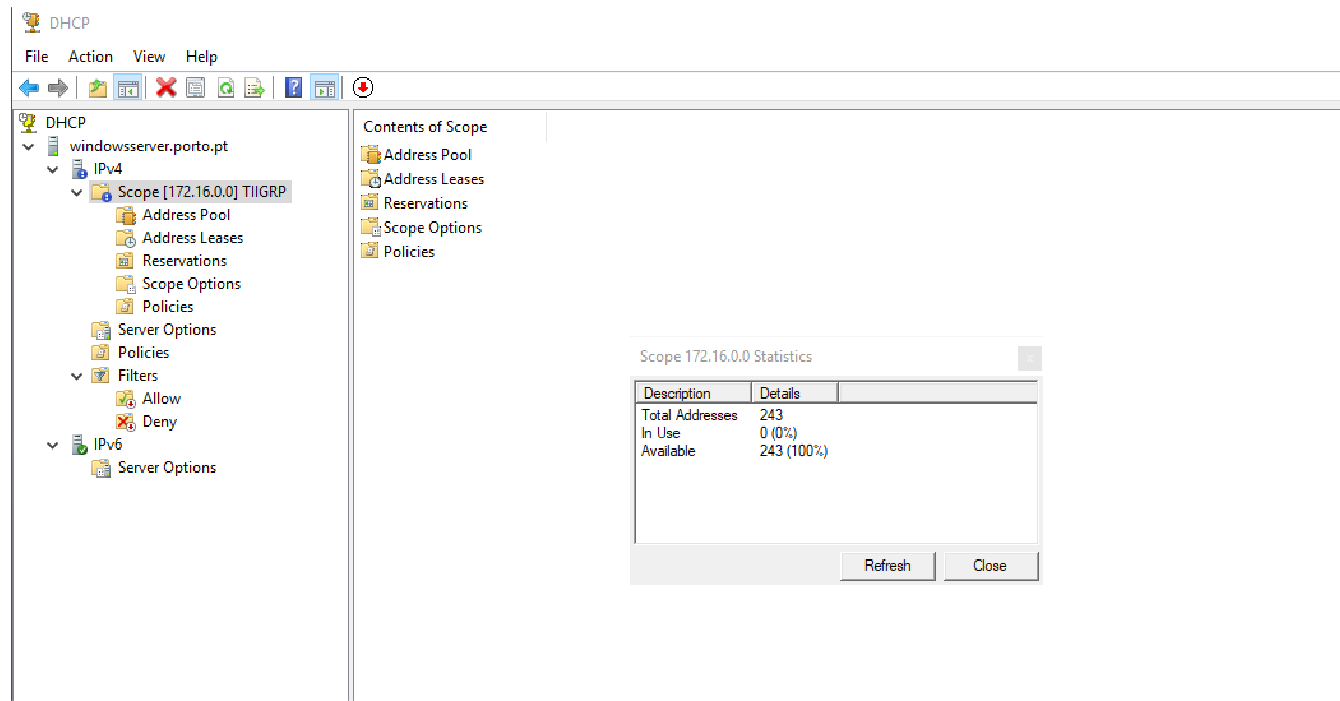 DHCP
File Action View Help
DHCP
windowsserver.porto.pt
IPv4
Scope [172.16.0.0] TIIGRP
Address Pool
Address Leases
Reservations
Scope Options
Policies
Server Options
Policies
Filters
Allow
Deny
IPv6
Server Options
Contents of Scope
Address Pool
Address Leases
Reservations
Scope Options
Policies
Scope 172.16.0.0 Statistics
Description Details
Total Addresses 243
In Use 0 (0%)
Available 243 (100%)
Refresh Close